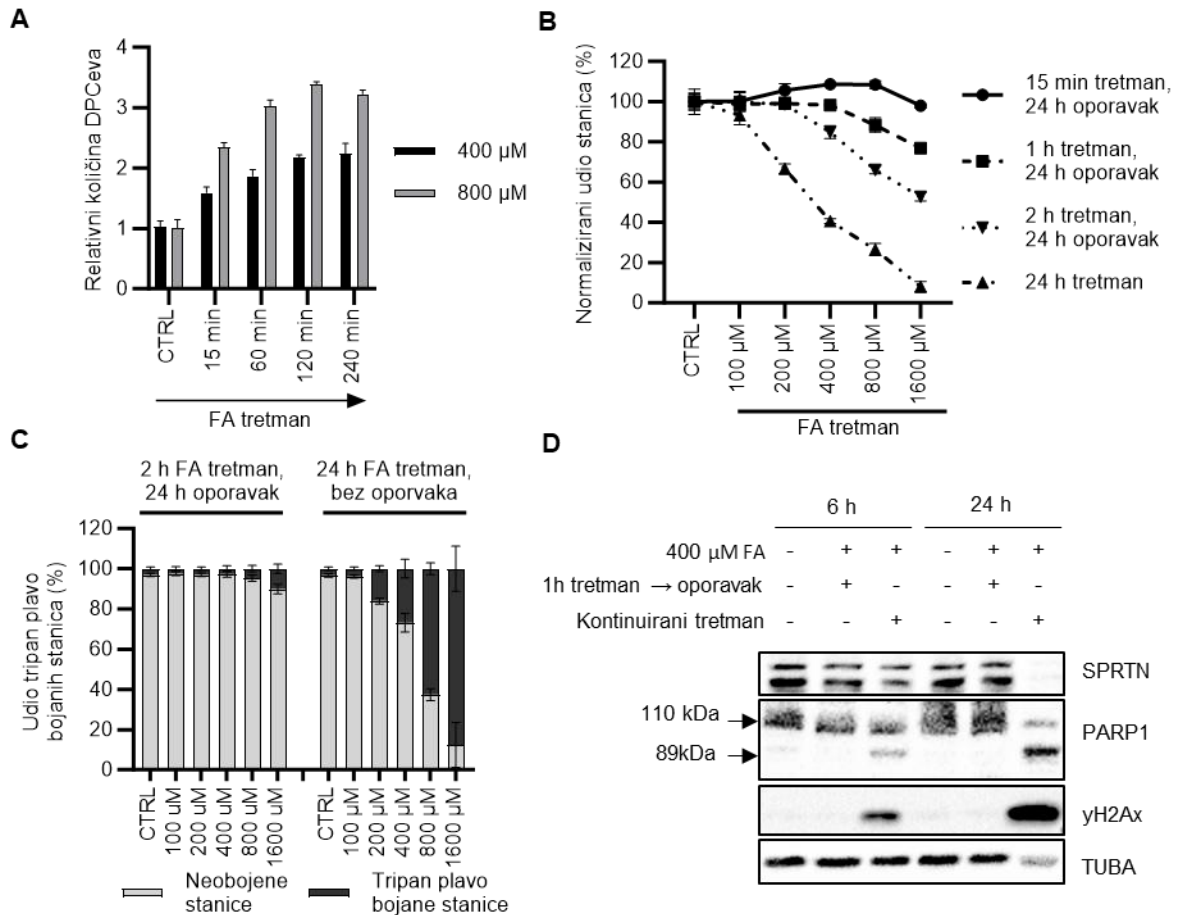 A
Relativni količina DPCeva
4
3
2
1
0
CTRL
15 min
60 min
120 min
240 min
FA tretman
400 µM
800 µM
B
Normalizirani udio stanica (%)
120
100
80
60
40
20
0
CTRL
100 µM
200 µM
400 µM
800 µM
1600 µM
FA tretman
15 min tretman,
24 h oporavak
1 h tretman,
24 h oporavak
2 h tretman,
24 h oporavak
24 h tretman
C
2 h FA tretman,
24 h oporavak
24 h FA tretman,
bez oporvaka
Udio tripan plavo
bojanih stanica (%)
120
100
80
60
40
20
0
CTRL
100 uM
200 uM
400 uM
800 uM
1600 uM
CTRL
100 µM
200 µM
400 µM
800 µM
1600 µM
Neobojene
stanice
Tripan plavo
bojane stanice
D
6 h 24 h
400 µM FA - + + - + +
1h tretman → oporavak - + - - + -
Kontinuirani tretman - - + - - +
SPRTN
110 kDa
PARP1
89kDa
yH2Ax
TUBA